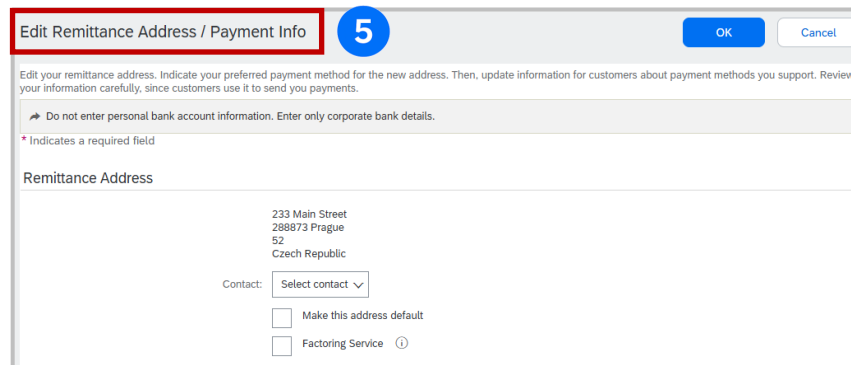 Edit Remittance Address / Payment Info
5
OK
Cancel
Edit your remittance address. Indicate your preferred payment method for the new address. Then, update information for customers about payment methods you support. Review
your information carefully, since customers use it to send you payments.
Do not enter personal bank account information. Enter only corporate bank details.
* Indicates a required field
Remittance Address
233 Main Street
288873 Prague
52
Czech Republic
Contact: Select contact
Make this address default
Factoring Service